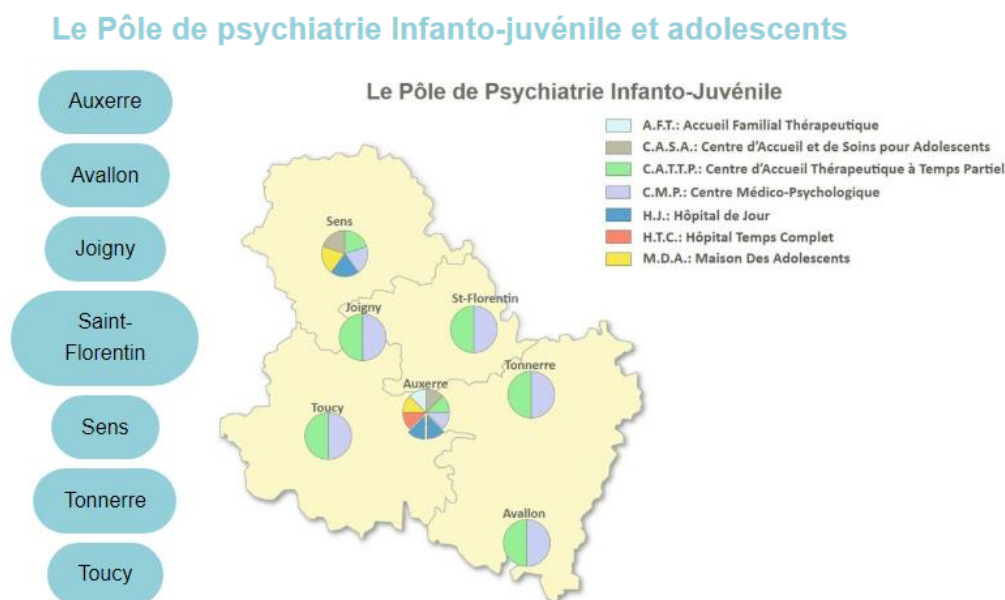 Le Pôle de psychiatrie Infanto-juvénile et adolescents
Auxerre
Avallon
Joigny
Saint-
Florentin
Sens
Tonnerre
Toucy
Le Pôle de Psychiatrie Infanto-Juvénile
A.F.T.: Accueil Familial Thérapeutique
C.A.S.A.: Centre d'Accueil et de Soins pour Adolescents
C.A.T.T.P.: Centre d'Accueil Thérapeutique à Temps Partiel
C.M.P.: Centre Médico-Psychologique
H.J.: Hôpital de Jour
H.T.C.: Hôpital Temps Complet
M.D.A.: Maison Des Adolescents
Sens
Joigny
St-Florentin
Tonnerre
Auxerre
Toucy
Avallon